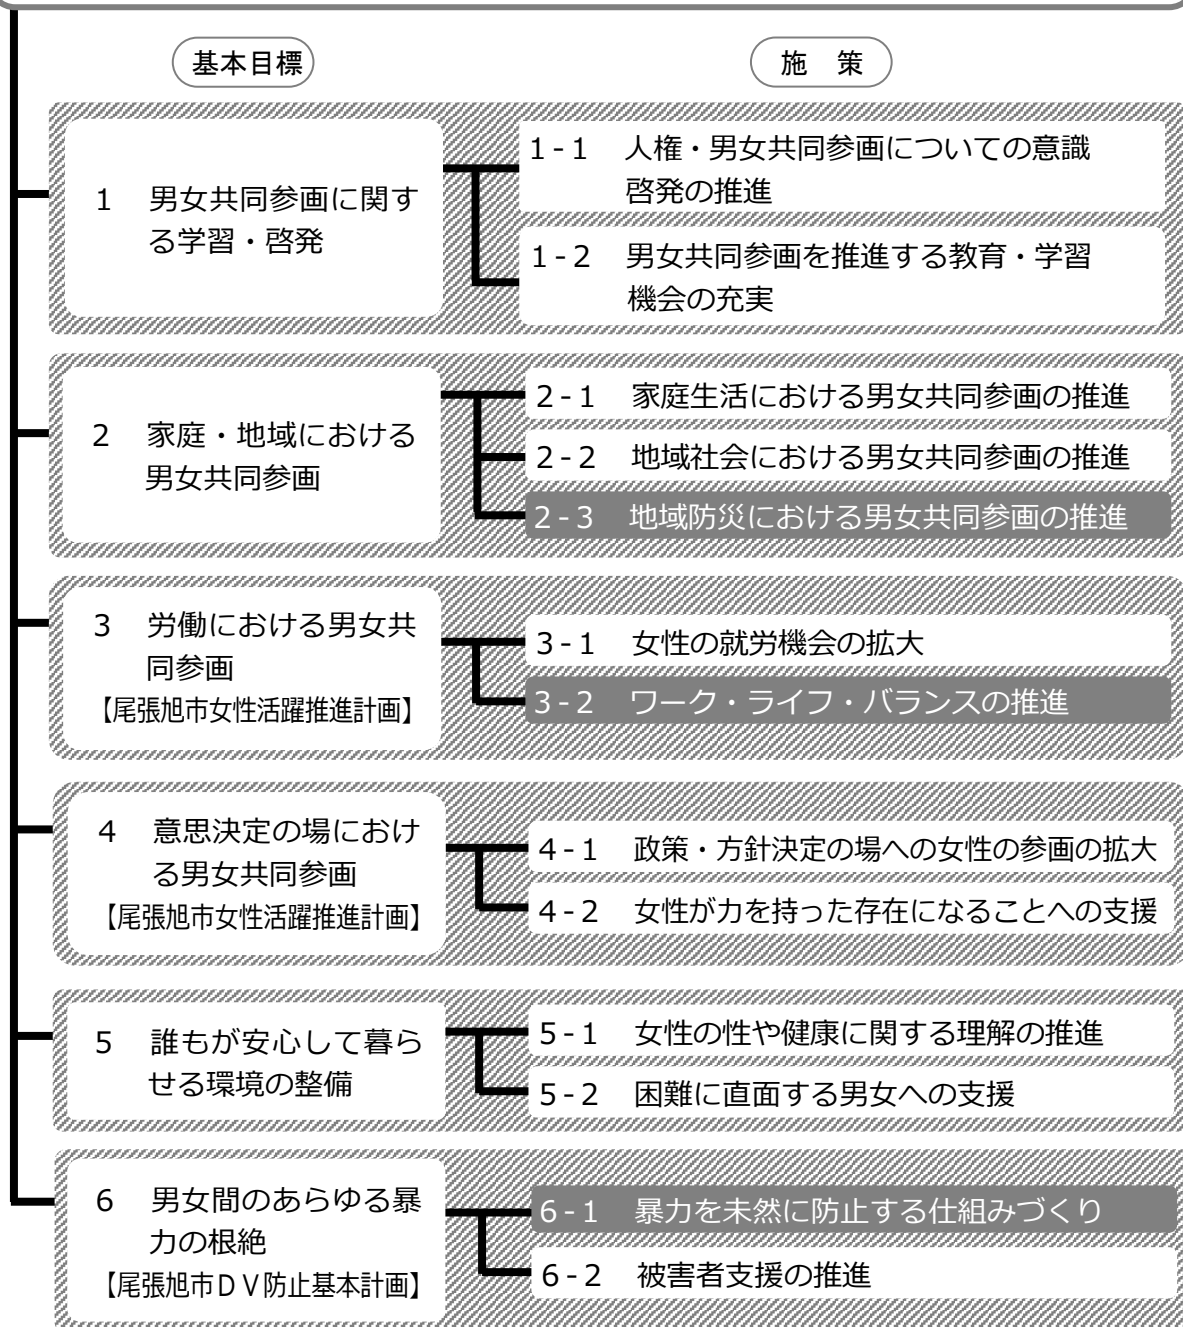 基本目標
施　策
1　男女共同参画に関す
る学習・啓発
1-1　人権・男女共同参画についての意識
啓発の推進
1-2　男女共同参画を推進する教育・学習
機会の充実
2　家庭・地域における
男女共同参画
2-1　家庭生活における男女共同参画の推進
2-2　地域社会における男女共同参画の推進
2-3　地域防災における男女共同参画の推進
3　労働における男女共
同参画
【尾張旭市女性活躍推進計画】
3-1　女性の就労機会の拡大
3-2　ワーク・ライフ・バランスの推進
4　意思決定の場におけ
る男女共同参画
【尾張旭市女性活躍推進計画】
4-1　政策・方針決定の場への女性の参画の拡大
4-2　女性が力を持った存在になることへの支援
5　誰もが安心して暮ら
せる環境の整備
5-1　女性の性や健康に関する理解の推進
5-2　困難に直面する男女への支援
6　男女間のあらゆる暴
力の根絶
【尾張旭市ＤＶ防止基本計画】
6-1　暴力を未然に防止する仕組みづくり
6-2　被害者支援の推進